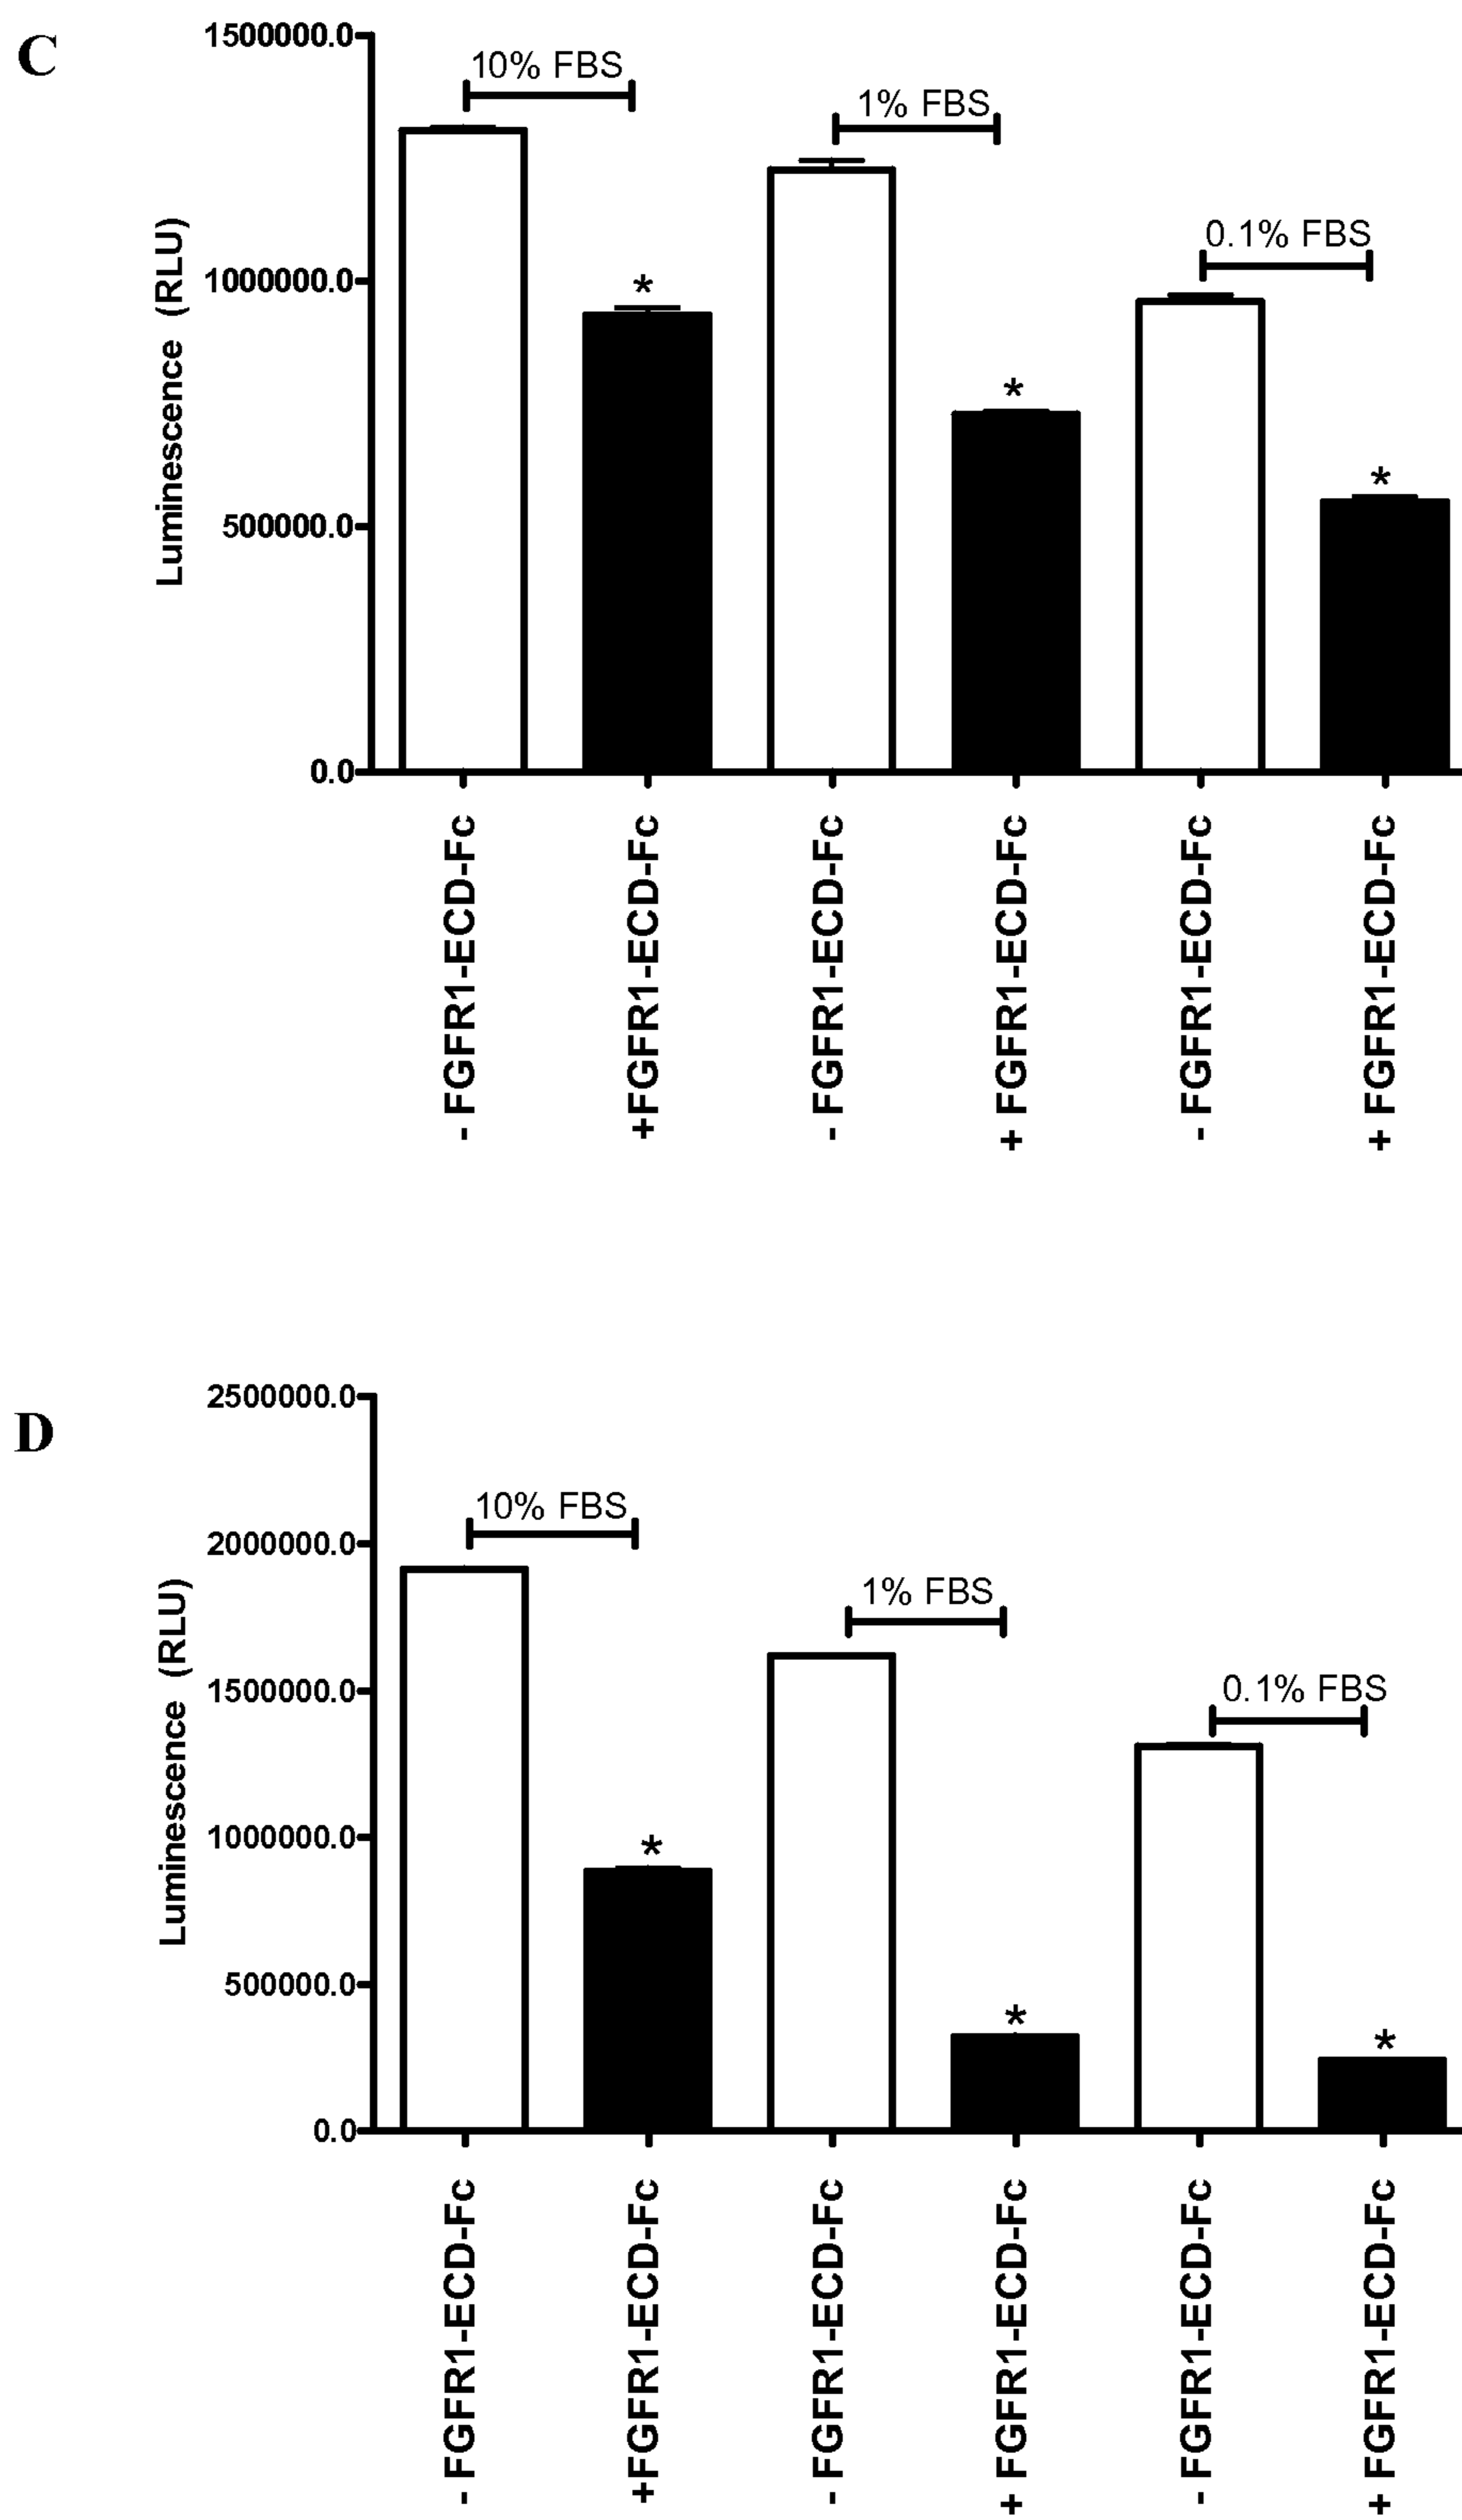 C
1500000.0
10% FBS
1% FBS
0.1% FBS
1000000.0
*
*
*
500000.0
0.0
Luminescence (RLU)
- FGFR1-ECD-Fc
+FGFR1-ECD-Fc
- FGFR1-ECD-Fc
+ FGFR1-ECD-Fc
- FGFR1-ECD-Fc
+ FGFR1-ECD-Fc
D
2500000.0
10% FBS
2000000.0
1% FBS
1500000.0
0.1% FBS
1000000.0
*
500000.0
*
*
0.0
Luminescence (RLU)
- FGFR1-ECD-Fc
+FGFR1-ECD-Fc
- FGFR1-ECD-Fc
+ FGFR1-ECD-Fc
- FGFR1-ECD-Fc
+ FGFR1-ECD-Fc